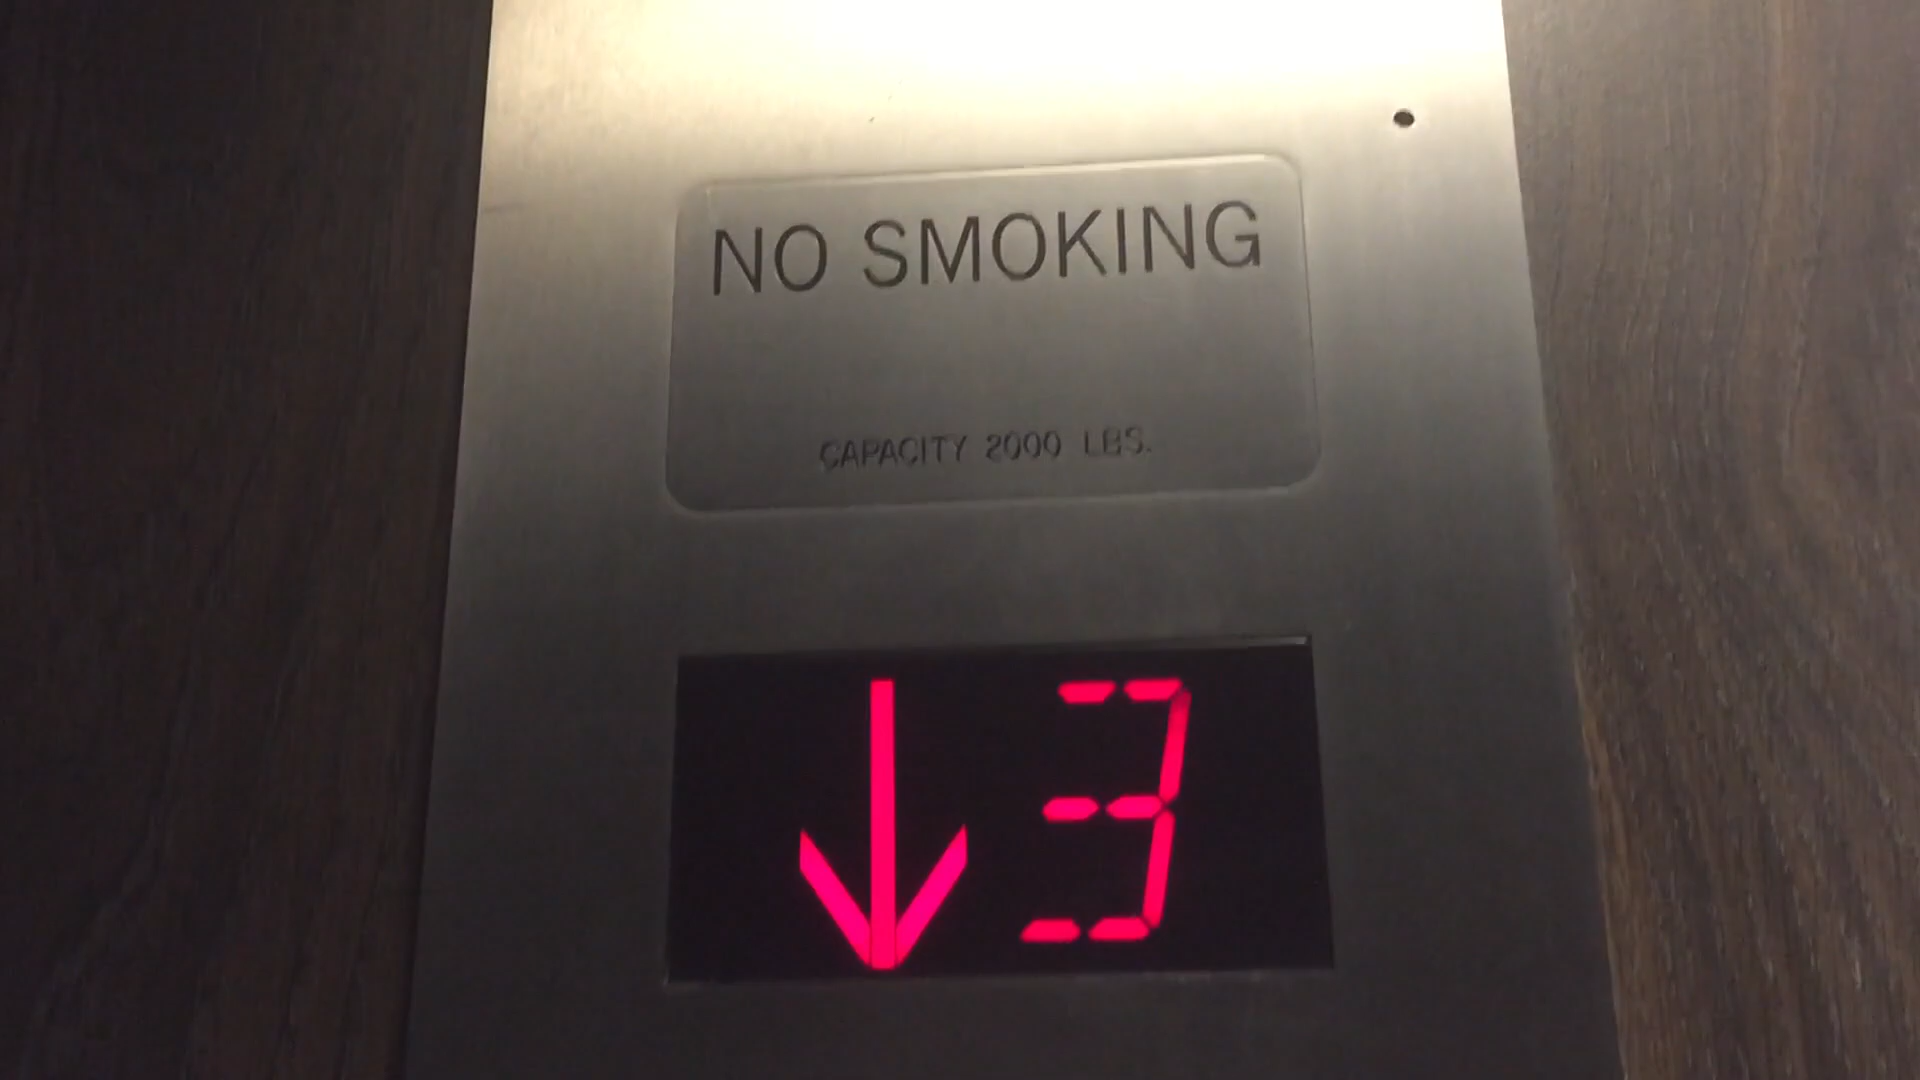 NO SMOKING
CAPACITY 2000 LBS.
↓ 3